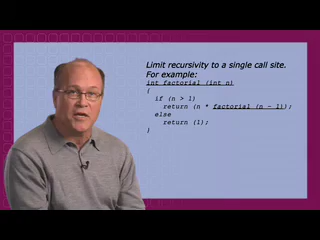 Limit recursivity to a single call site.
For example:
int factorial (int n)
{
if (n > 1)
return (n * factorial (n - 1));
else
return (1);
}